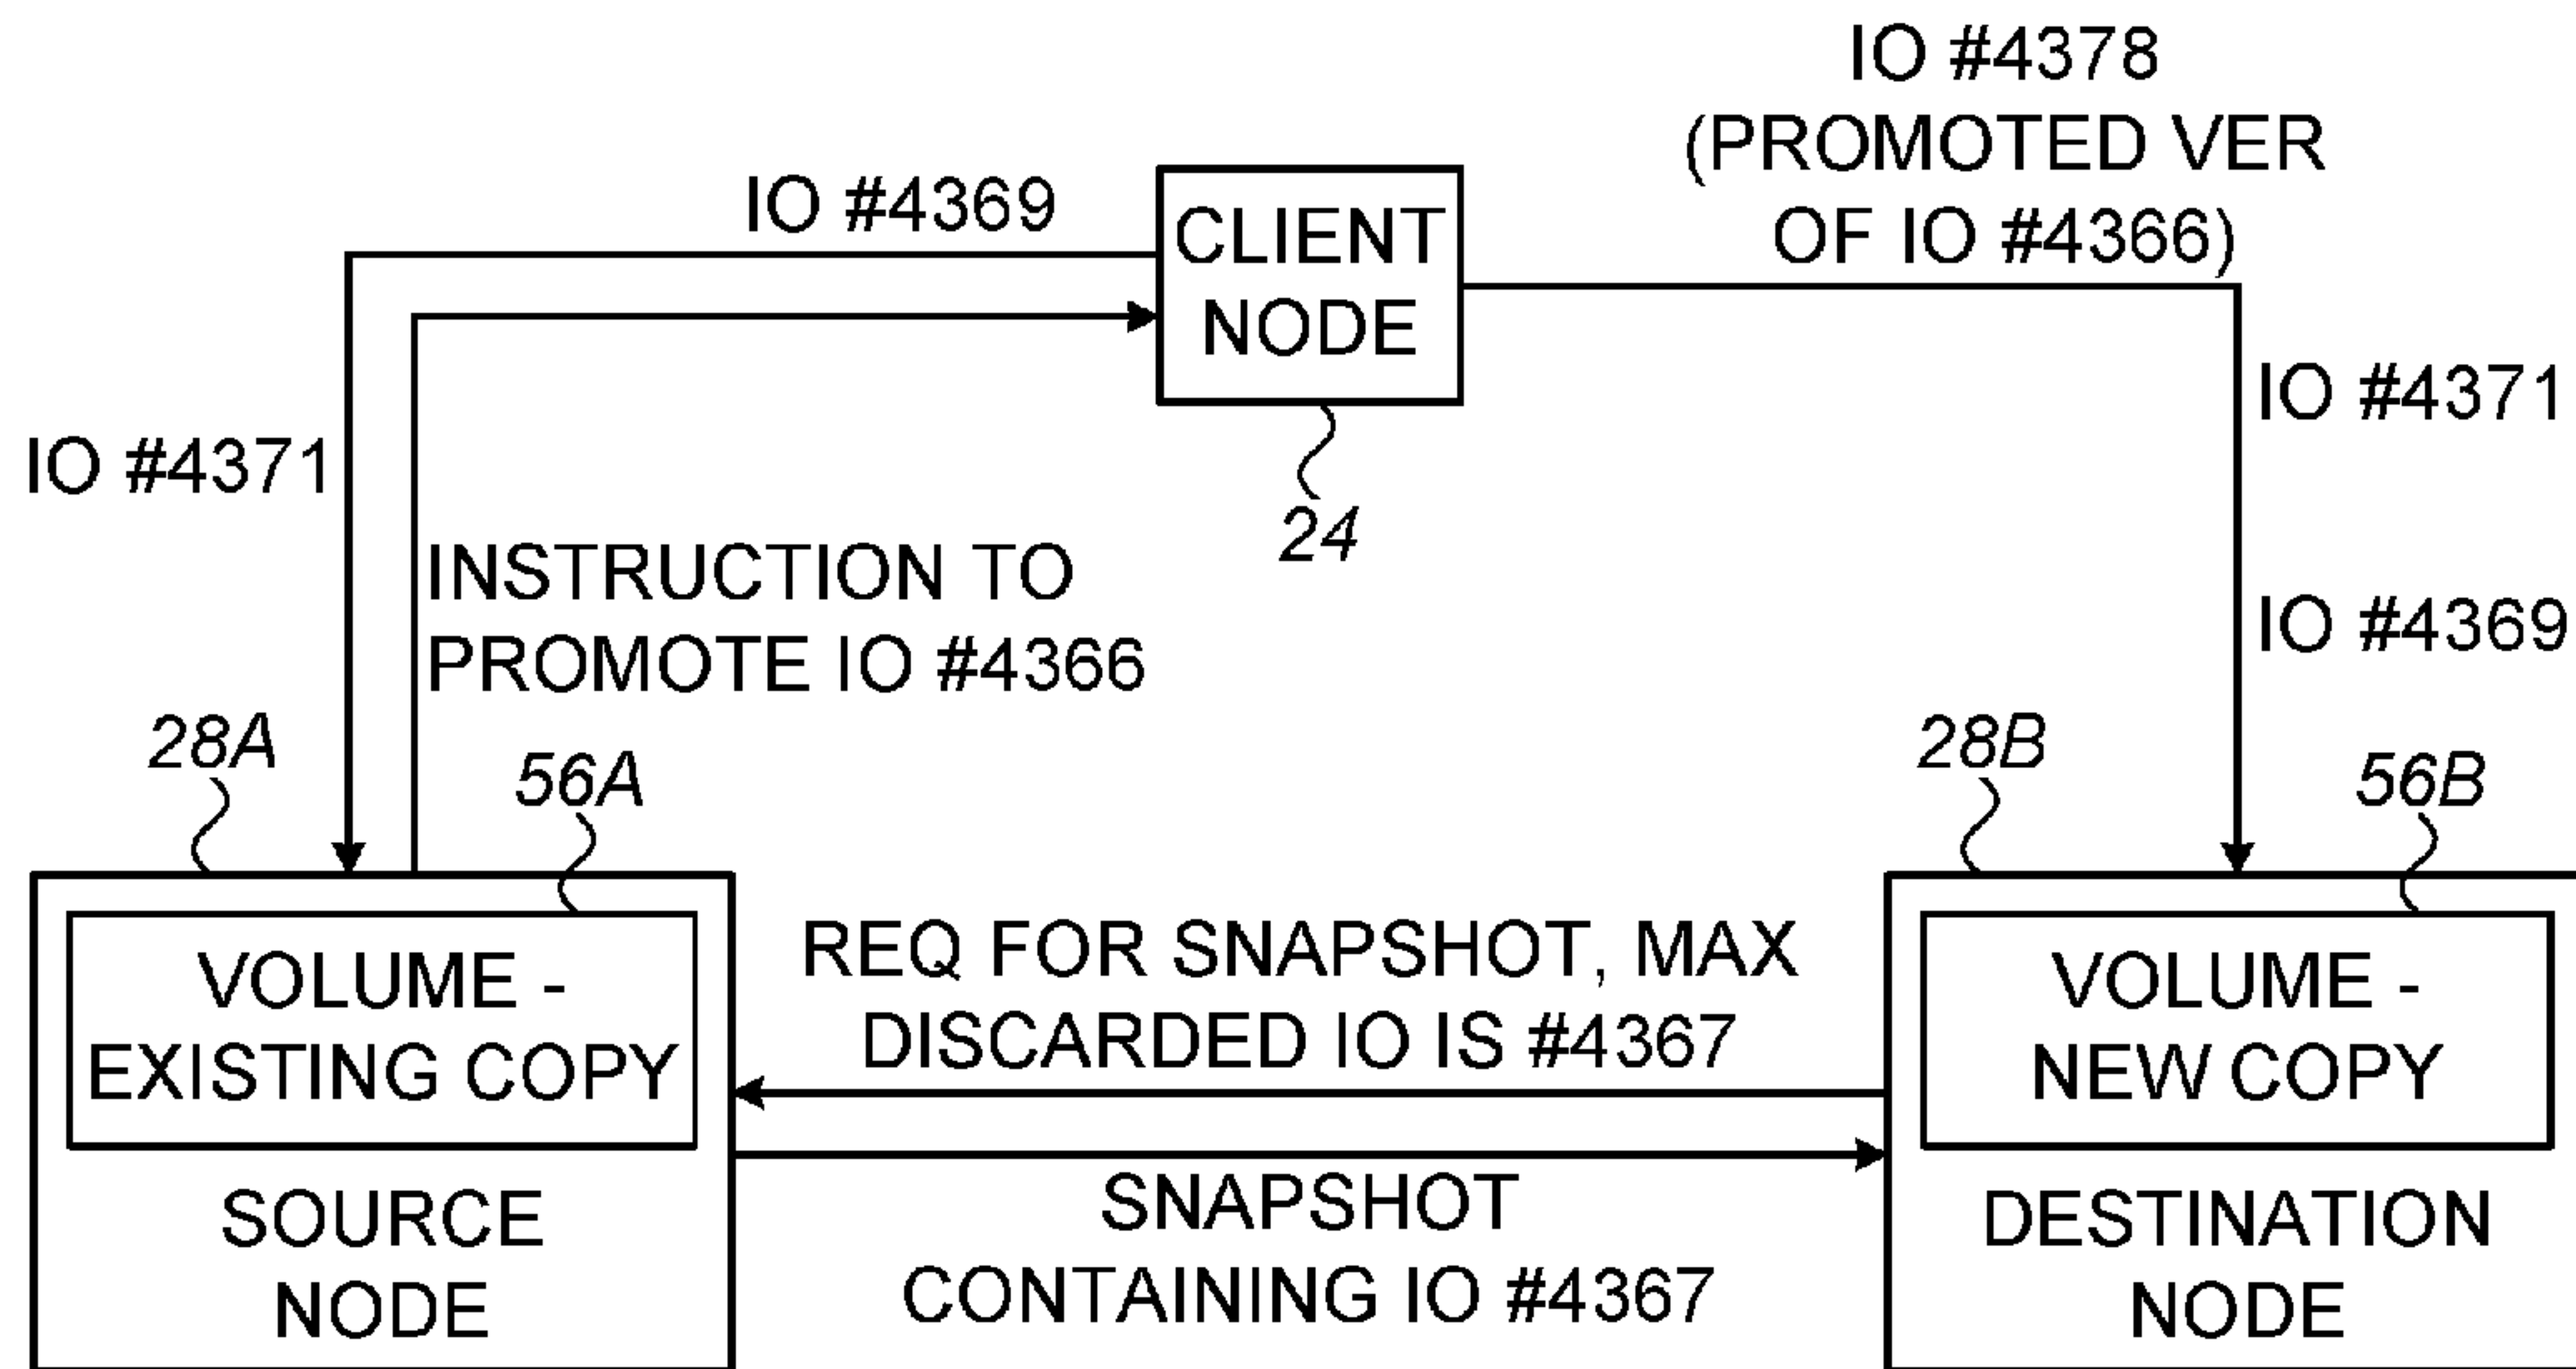 IO #4378
(PROMOTED VER
OF IO #4366)
IO #4369
CLIENT
NODE
24
IO #4371
IO #4371
INSTRUCTION TO
PROMOTE IO #4366
IO #4369
28A
56A
28B
56B
VOLUME -
EXISTING COPY
SOURCE
NODE
REQ FOR SNAPSHOT, MAX
DISCARDED IO IS #4367
SNAPSHOT
CONTAINING IO #4367
VOLUME -
NEW COPY
DESTINATION
NODE